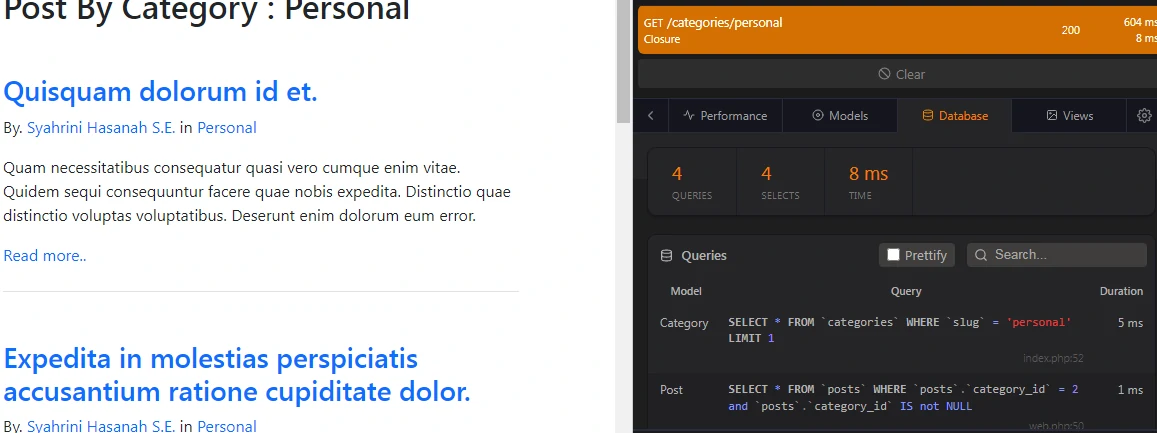 Post By Category : Personal
Quisquam dolorum id et.
By. Syahrini Hasanah S.E. in Personal
Quam necessitatibus consequatur quasi vero cumque enim vitae.
Quidem sequi consequuntur facere quae nobis expedita. Distinctio quae
distinctio voluptas voluptatibus. Deserunt enim dolorum eum error.
Read more..
Expedita in molestias perspiciatis
accusantium ratione cupiditate dolor.
By. Syahrini Hasanah S.E. in Personal
GET /categories/personal
Closure
200
604 ms
8 ms
Clear
Performance
Models
Database
Views
4
QUERIES
4
SELECTS
8 ms
TIME
Queries
Prettify
Search...
Model Query Duration
Category SELECT * FROM `categories` WHERE `slug` = 'personal' 5 ms
LIMIT 1
index.php:52
Post SELECT * FROM `posts` WHERE `posts`.`category_id` = 2 1 ms
and `posts`.`category_id` IS not NULL
web.php:50